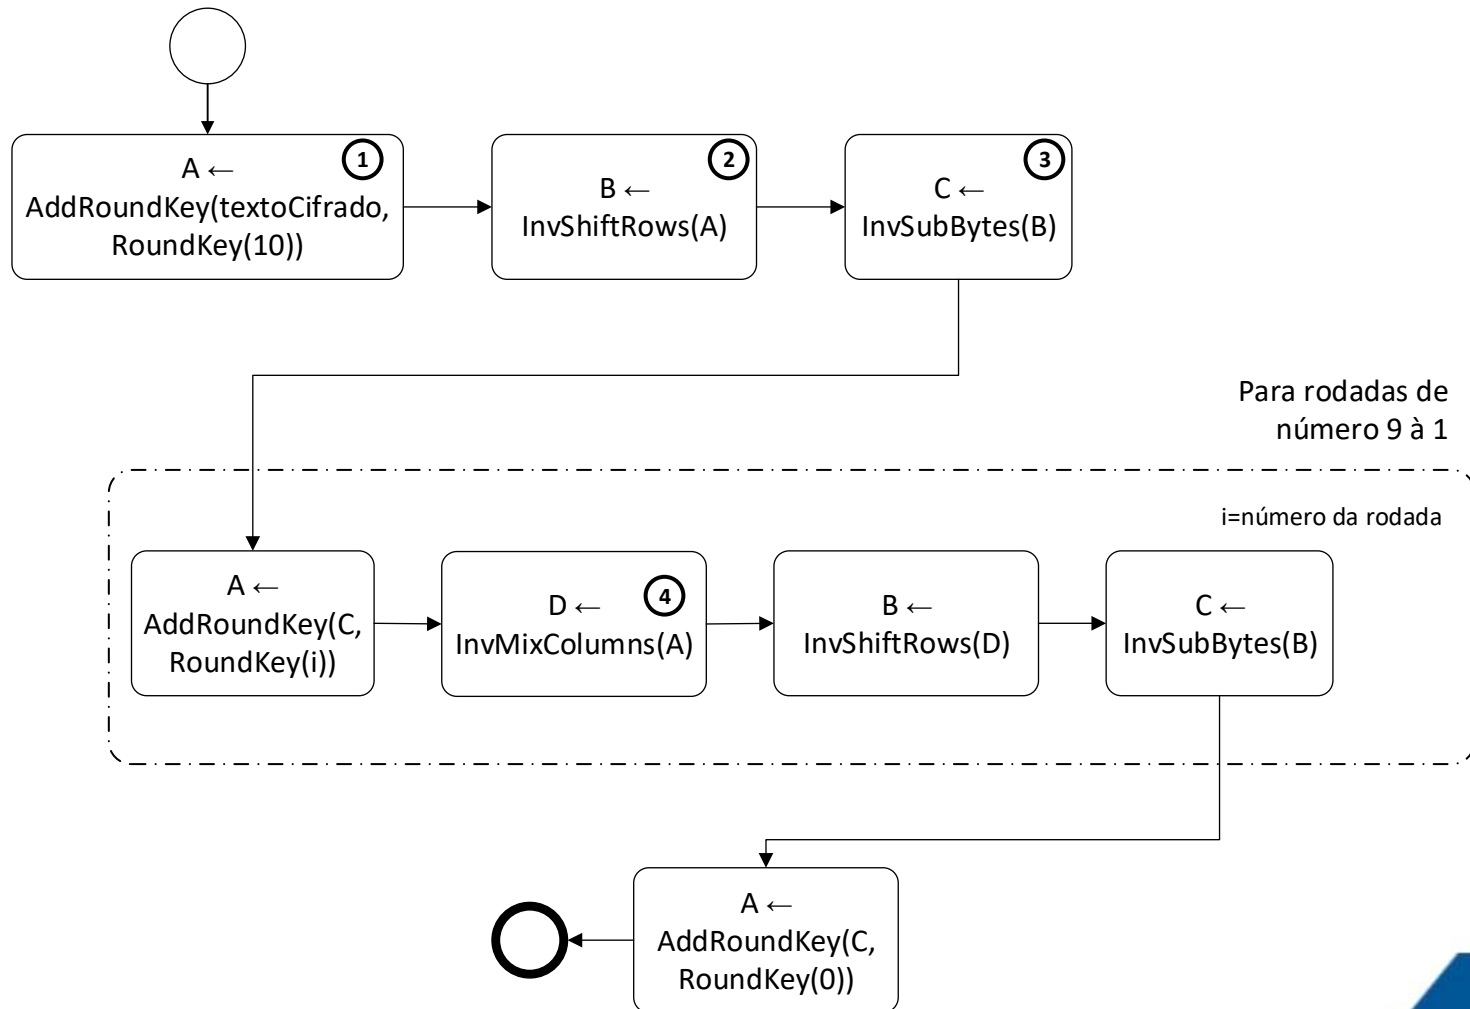 A ←
AddRoundKey(textoCifrado,
RoundKey(10))
1
B ←
InvShiftRows(A)
2
C ←
InvSubBytes(B)
3
Para rodadas de
número 9 à 1
i=número da rodada
A ←
AddRoundKey(C,
RoundKey(i))
D ←
InvMixColumns(A)
4
B ←
InvShiftRows(D)
C ←
InvSubBytes(B)
A ←
AddRoundKey(C,
RoundKey(0))